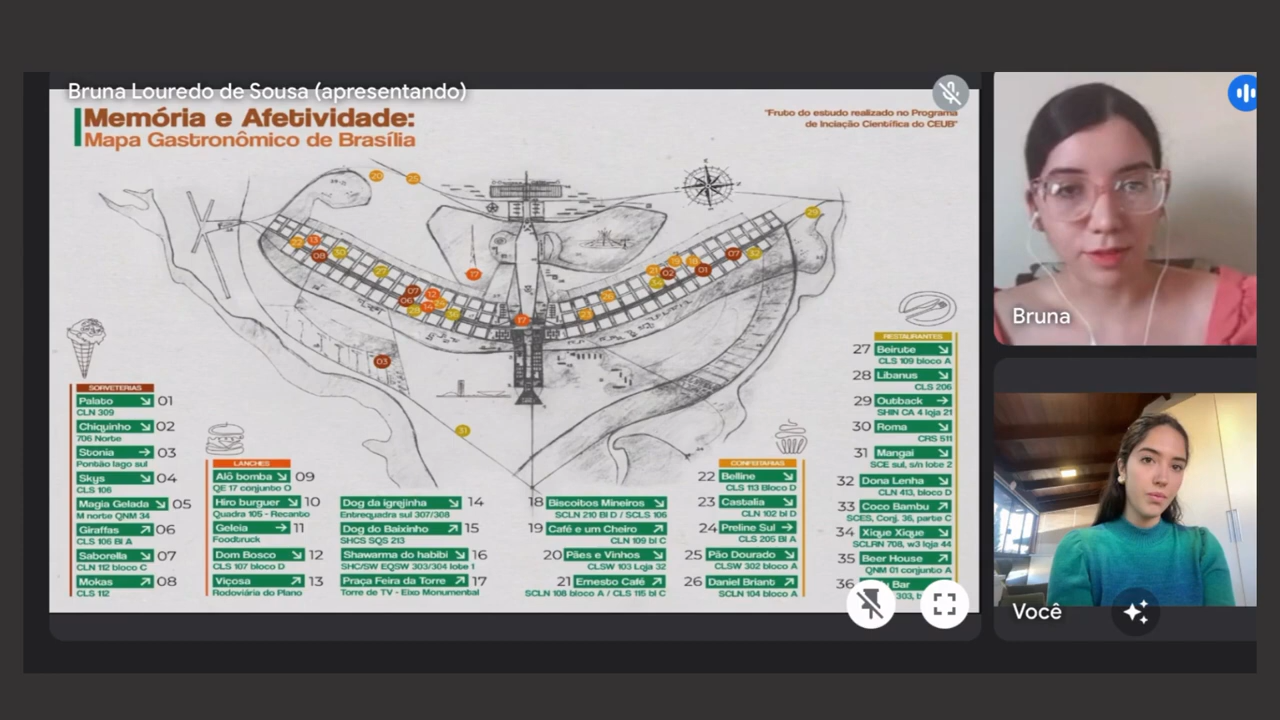 Bruna Louredo de Sousa (apresentando)
Memória e Afetividade:
Mapa Gastronômico de Brasília
"Fruto do estudo realizado no Programa
de Inciação Científica do CEUB"
SORVETERIAS
Palato 01
CLN 309
Chiquinho 02
706 Norte
Stonia 03
Pontão lago sul
Skys 04
CLS 106
Magia Gelada 05
M norte QNM 34
Giraffas 06
CLS 106 Bl A
Saborella 07
CLN 112 bloco C
Mokas 08
CLS 112
LANCHES
Alô bomba 09
QE 17 conjunto O
Hiro burguer 10
Quadra 105 - Recanto
Geleia 11
Foodtruck
Dom Bosco 12
CLS 107 bloco D
Viçosa 13
Rodoviária do Plano
Dog da igrejinha 14
Entrequadra sul 307/308
Dog do Baixinho 15
SHCS SQS 213
Shawarma do habibi 16
SHC/SW EQSW 303/304 lote 1
Praça Feira da Torre 17
Torre de TV - Eixo Monumental
CONFEITARIAS
18 Biscoitos Mineiros
SCLN 210 Bl D / SCLS 106
19 Café e um Cheiro
CLN 109 bl C
20 Pães e Vinhos
CLSW 103 Loja 32
21 Ernesto Café
SCLN 108 bloco A / CLS 115 bl C
22 Belline
CLS 113 Bloco D
23 Castalia
CLN 102 bl D
24 Preline Sul
CLS 205 Bl A
25 Pão Dourado
CLSW 302 bloco A
26 Daniel Briant
SCLN 104 bloco A
RESTAURANTES
27 Beirute
CLS 109 bloco A
28 Libanus
CLS 206
29 Outback
SHIN CA 4 loja 21
30 Roma
CRS 511
31 Mangai
SCE sul, s/n lote 2
32 Dona Lenha
CLN 413, bloco D
33 Coco Bambu
SCES, Conj. 36, parte C
34 Xique Xique
SCLRN 708, w3 loja 44
35 Beer House
QNM 01 conjunto A
36 Bar
303,
Bruna
Você